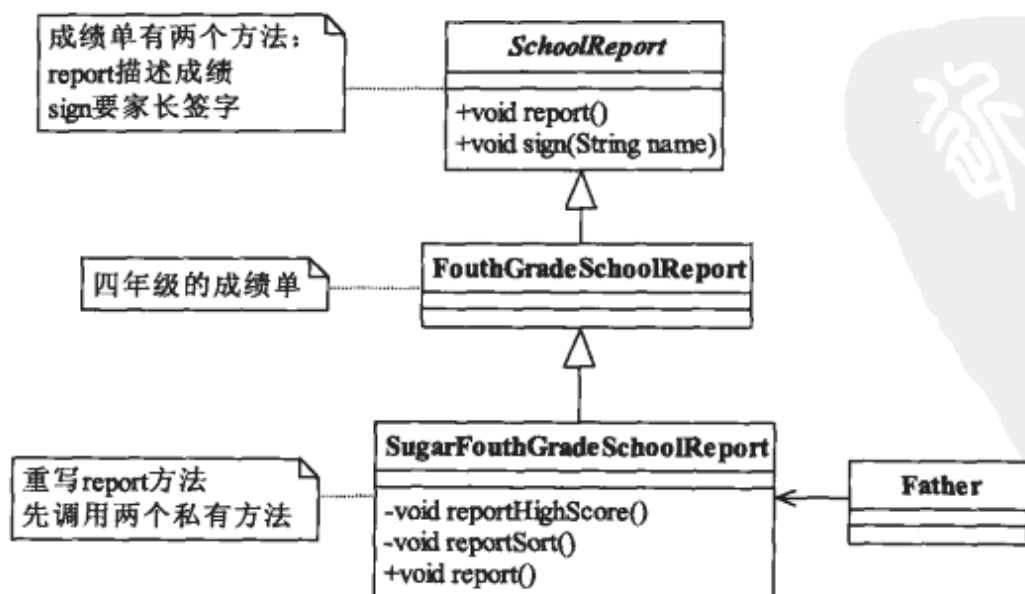 成绩单有两个方法：
report描述成绩
sign要家长签字
SchoolReport
+void report()
+void sign(String name)
四年级的成绩单
FouthGradeSchoolReport
重写report方法
先调用两个私有方法
SugarFouthGradeSchoolReport
-void reportHighScore()
-void reportSort()
+void report()
Father